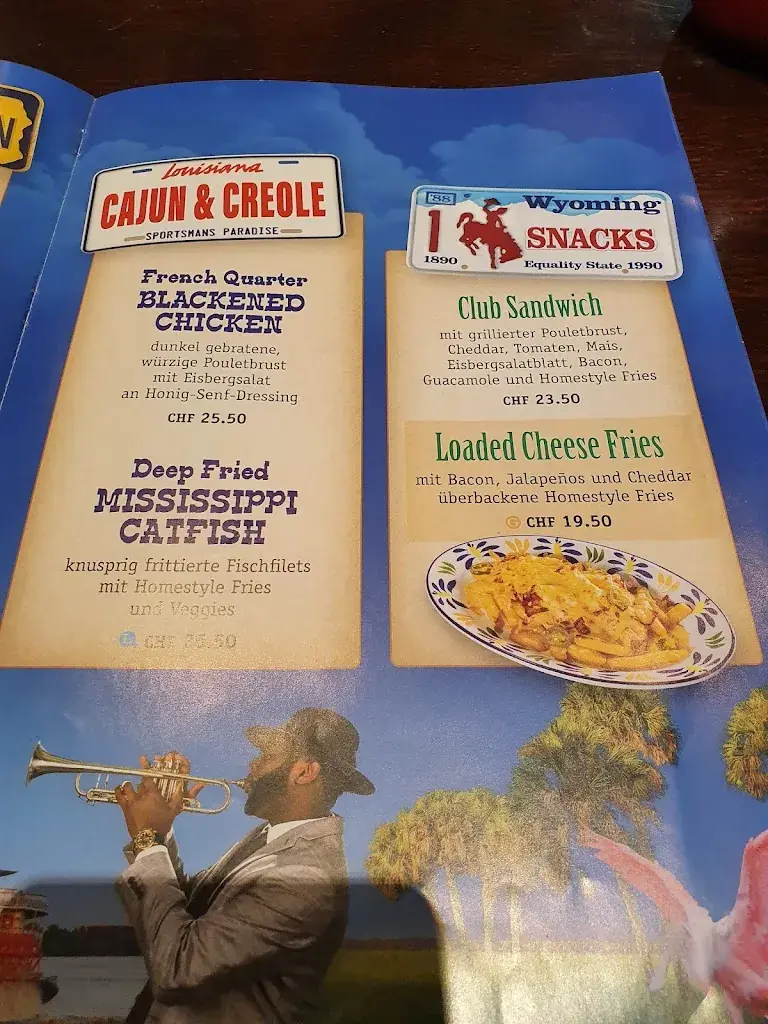 N
Louisiana
CAJUN & CREOLE
SPORTSMANS PARADISE
French Quarter
BLACKENED
CHICKEN
dunkel gebratene,
würzige Pouletbrust
mit Eisbergsalat
an Honig-Senf-Dressing
CHF 25.50
Deep Fried
MISSISSIPPI
CATFISH
knusprig frittierte Fischfilets
mit Homestyle Fries
und Veggies
CHF 26.50
'88 Wyoming
1 SNACKS
1890 Equality State 1990
Club Sandwich
mit grillierter Pouletbrust,
Cheddar, Tomaten, Mais,
Eisbergsalatblatt, Bacon,
Guacamole und Homestyle Fries
CHF 23.50
Loaded Cheese Fries
mit Bacon, Jalapeños und Cheddar
überbackene Homestyle Fries
G CHF 19.50